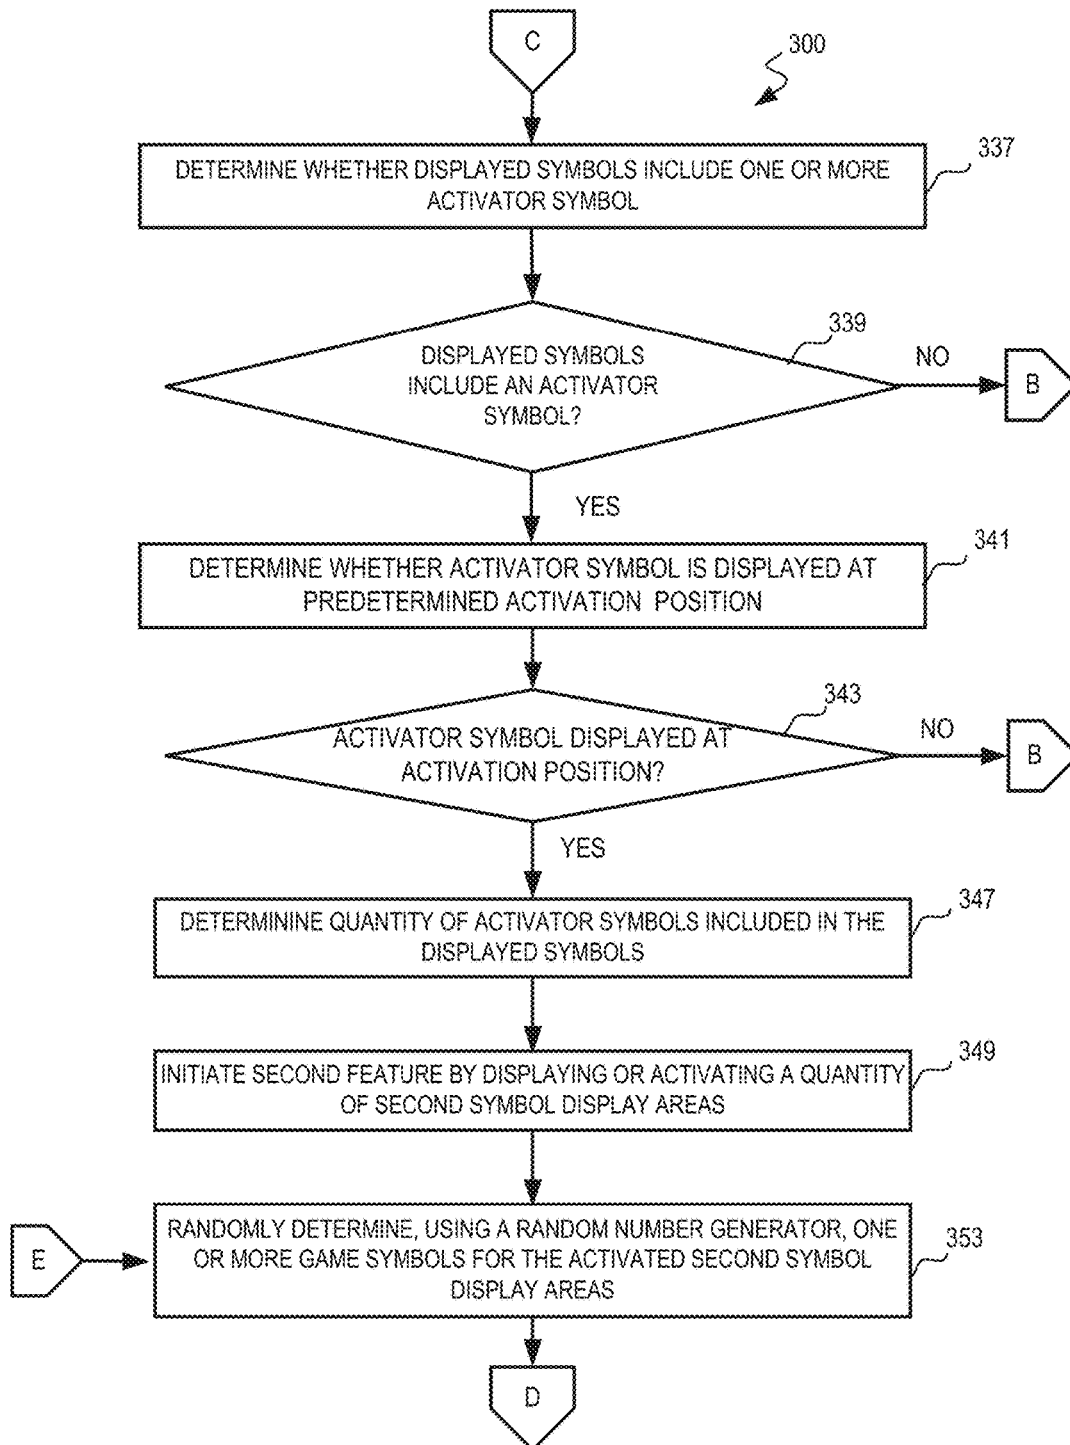 C
300
DETERMINE WHETHER DISPLAYED SYMBOLS INCLUDE ONE OR MORE
ACTIVATOR SYMBOL
337
DISPLAYED SYMBOLS
INCLUDE AN ACTIVATOR
SYMBOL?
339
NO
B
YES
DETERMINE WHETHER ACTIVATOR SYMBOL IS DISPLAYED AT
PREDETERMINED ACTIVATION POSITION
341
ACTIVATOR SYMBOL DISPLAYED AT
ACTIVATION POSITION?
343
NO
B
YES
DETERMININE QUANTITY OF ACTIVATOR SYMBOLS INCLUDED IN THE
DISPLAYED SYMBOLS
347
INITIATE SECOND FEATURE BY DISPLAYING OR ACTIVATING A QUANTITY
OF SECOND SYMBOL DISPLAY AREAS
349
E
RANDOMLY DETERMINE, USING A RANDOM NUMBER GENERATOR, ONE
OR MORE GAME SYMBOLS FOR THE ACTIVATED SECOND SYMBOL
DISPLAY AREAS
353
D